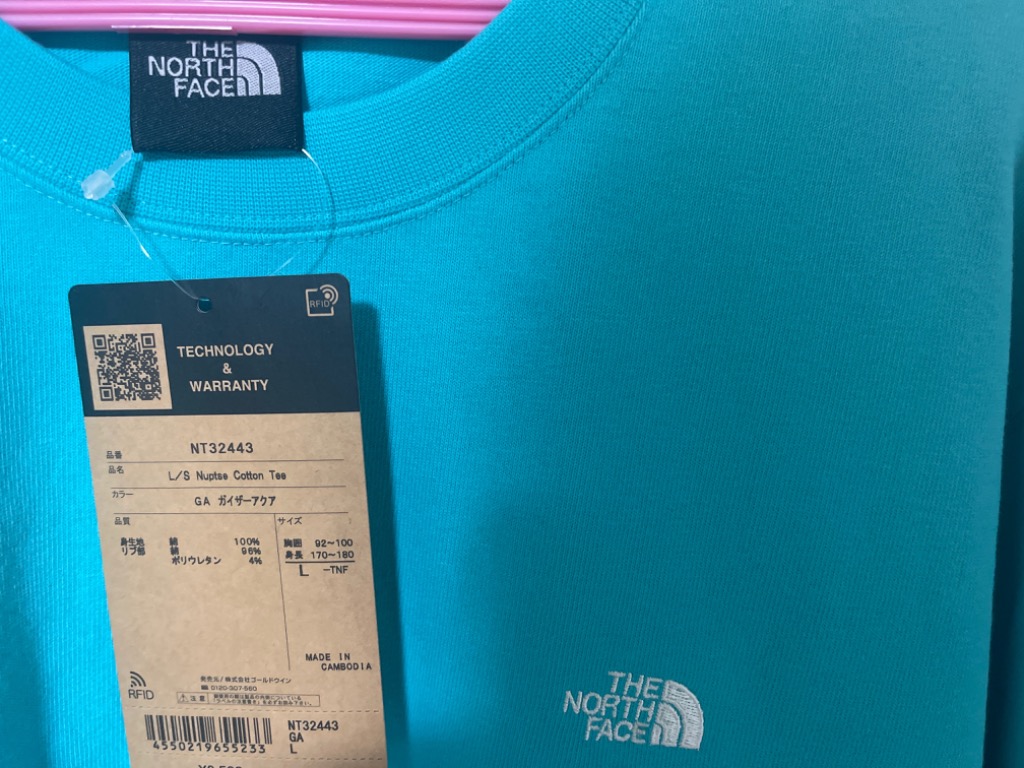 THE
NORTH
FACE
RFID
TECHNOLOGY
&
WARRANTY
品番 NT32443
品名 L/S Nuptse Cotton Tee
カラー GA ガイザーアクア
品質 サイズ
身生地 綿 100%
リブ部 綿 96%
ポリウレタン 4%
胸囲 92～100
身長 170～180
L -TNF
MADE IN
CAMBODIA
RFID
発売元/株式会社ゴールドウイン
0120-307-560
注意
NT32443
GA
L
4550219655233
THE
NORTH
FACE